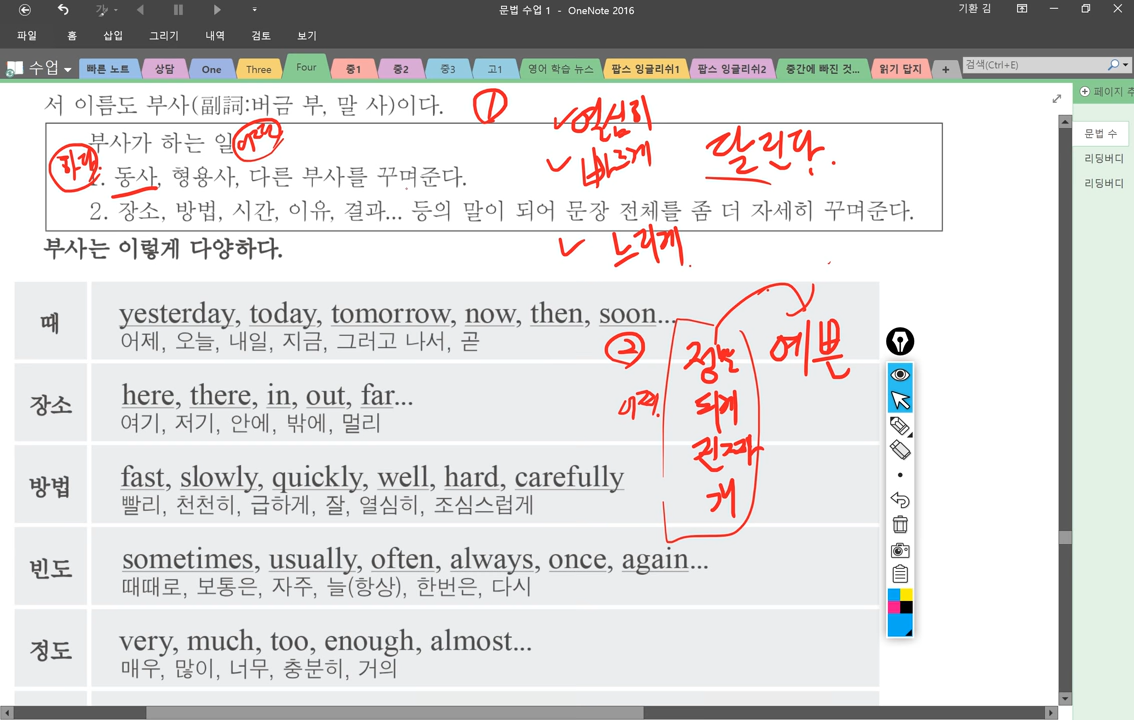 문법 수업 1 - OneNote 2016
기환 김
파일 홈 삽입 그리기 내역 검토 보기
수업 빠른 노트 상담 One Three Four 중1 중2 중3 고1 영어 학습 뉴스 팝스 잉글리쉬1 팝스 잉글리쉬2 중간에 빠진 것... 읽기 답지 + 검색(Ctrl+E)
페이지 추
문법 수
리딩버디
리딩버디
서 이름도 부사(副詞:버금 부, 말 사)이다.
①
부사가 하는 일
1. 동사, 형용사, 다른 부사를 꾸며준다.
2. 장소, 방법, 시간, 이유, 결과... 등의 말이 되어 문장 전체를 좀 더 자세히 꾸며준다.
부사는 이렇게 다양하다.
열심히
빠르게
느리게
달린다.
②
정말
되게
굉장히
예쁜
때
yesterday, today, tomorrow, now, then, soon...
어제, 오늘, 내일, 지금, 그러고 나서, 곧
장소
here, there, in, out, far...
여기, 저기, 안에, 밖에, 멀리
방법
fast, slowly, quickly, well, hard, carefully
빨리, 천천히, 급하게, 잘, 열심히, 조심스럽게
빈도
sometimes, usually, often, always, once, again...
때때로, 보통은, 자주, 늘(항상), 한번은, 다시
정도
very, much, too, enough, almost...
매우, 많이, 너무, 충분히, 거의